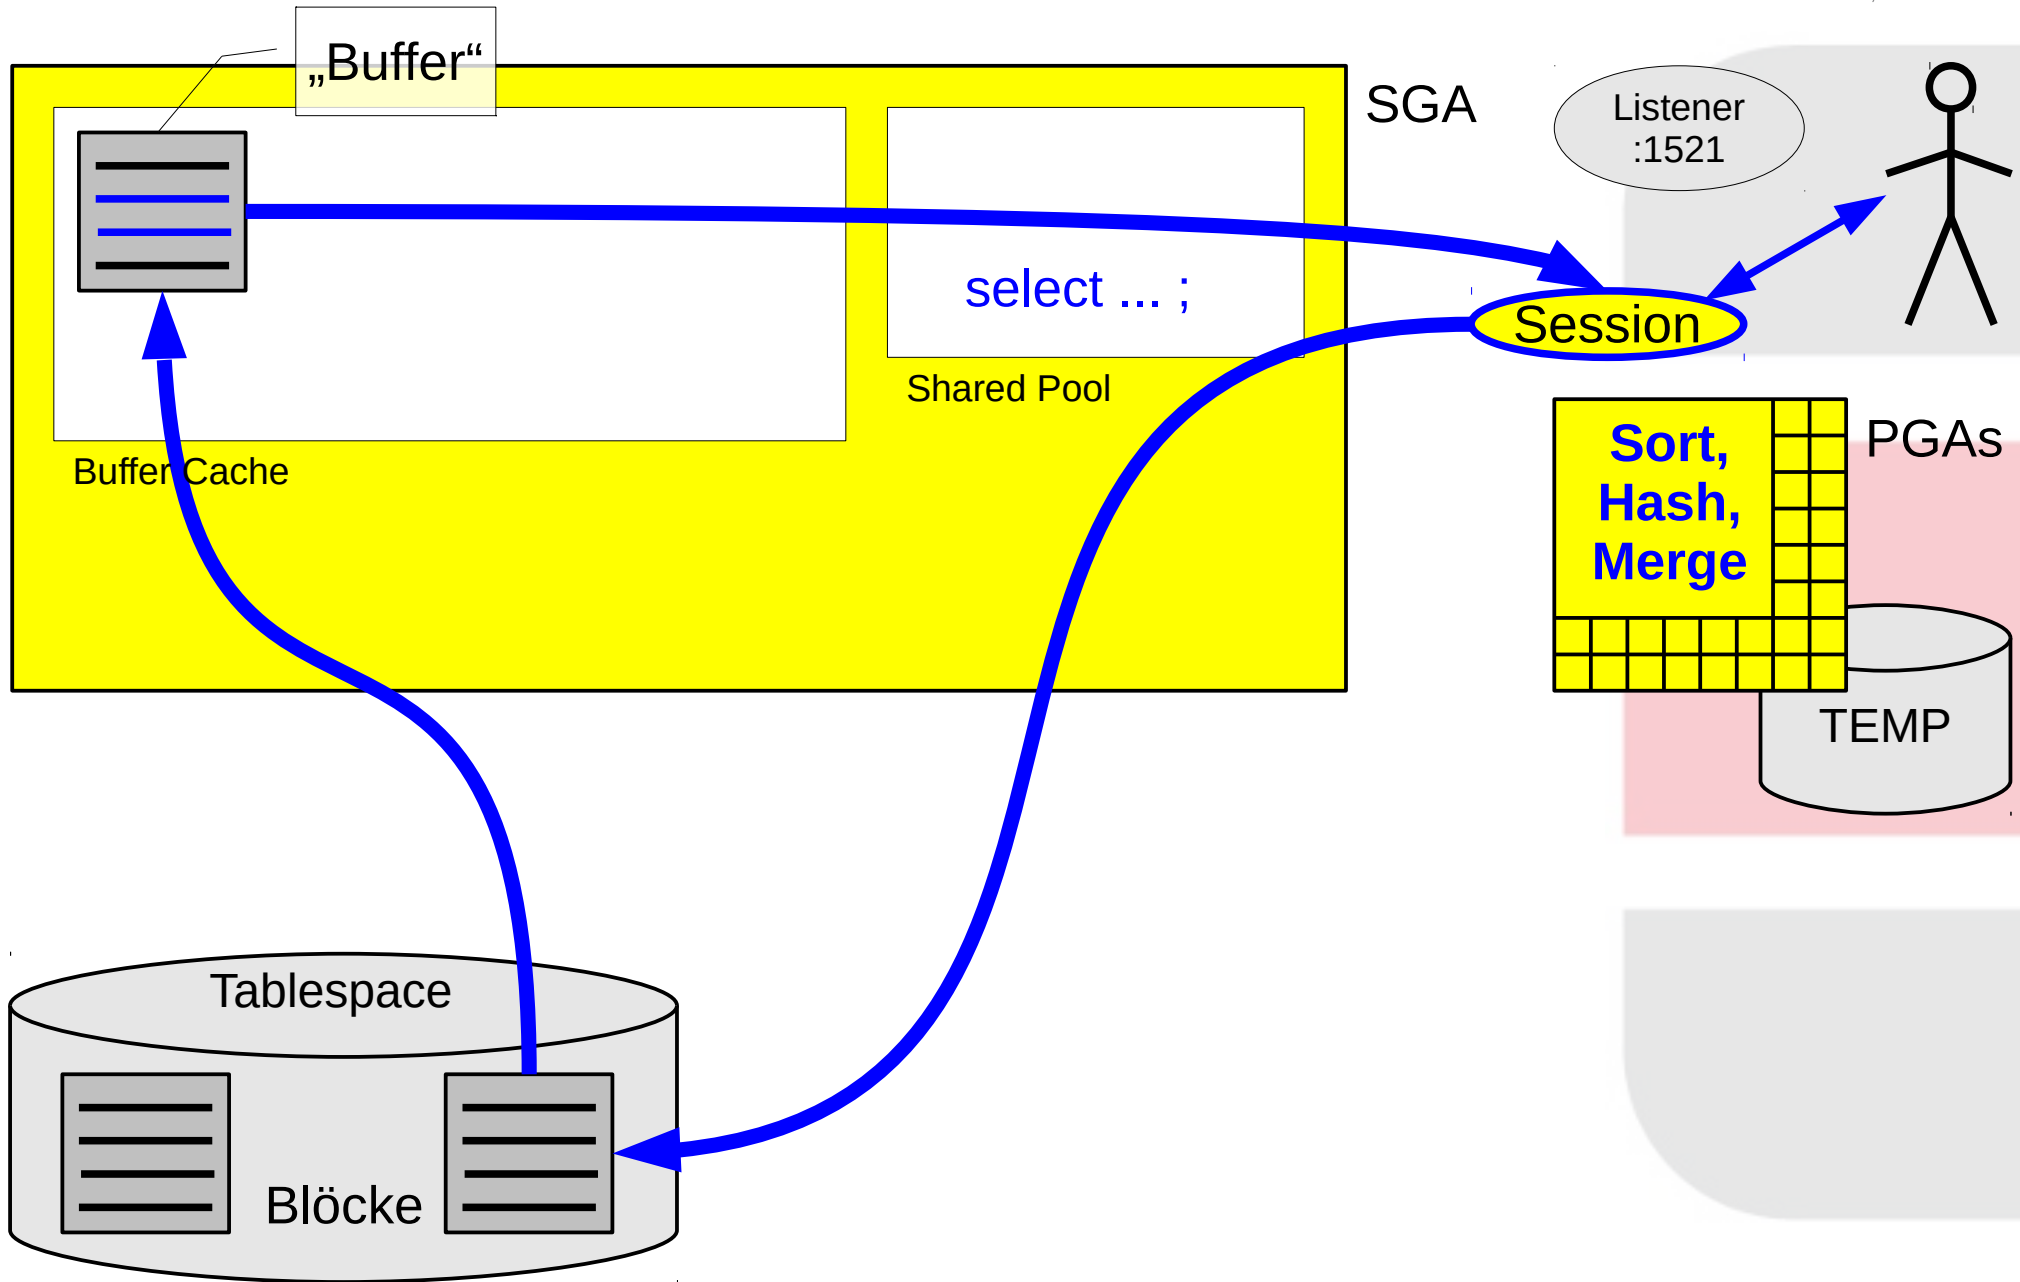 „Buffer“
SGA
Listener
:1521
select ... ;
Session
Shared Pool
Buffer Cache
PGAs
Sort,
Hash,
Merge
TEMP
Tablespace
Blöcke